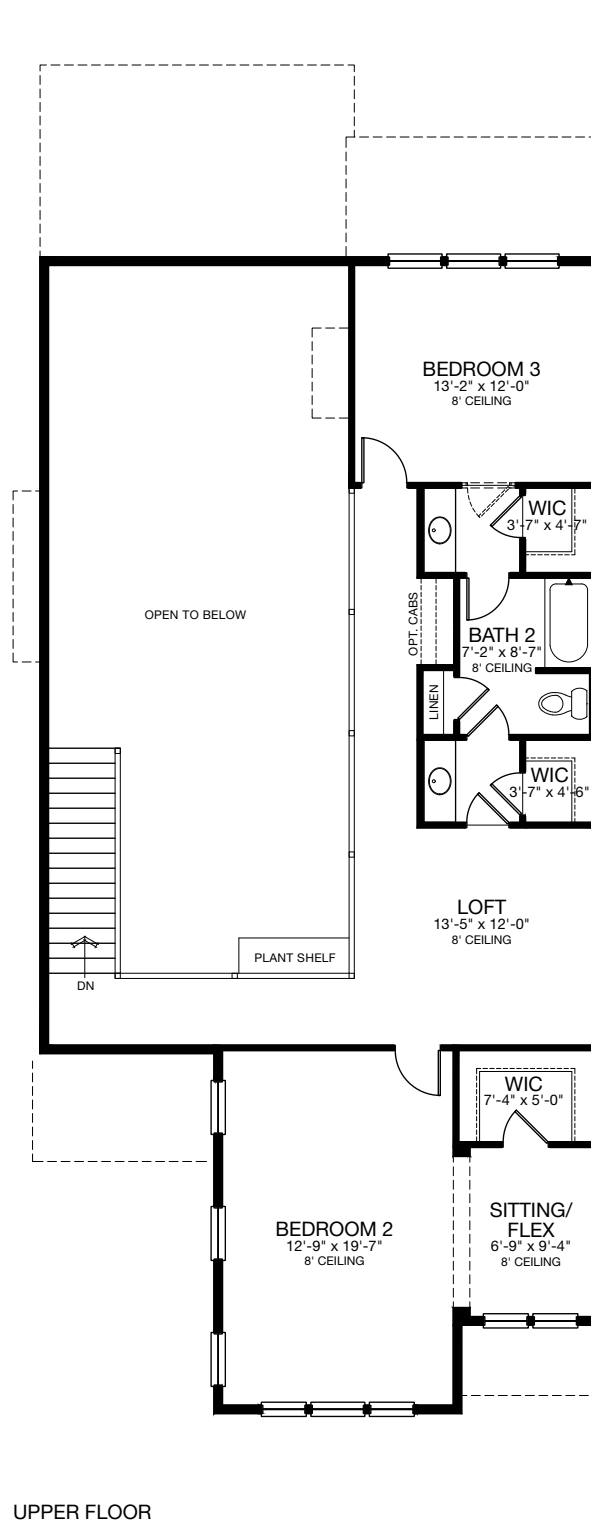 BEDROOM 3
13'-2" x 12'-0"
8' CEILING
WIC
3'-7" x 4'-7"
OPEN TO BELOW
OPT. CABS
BATH 2
7'-2" x 8'-7"
8' CEILING
LINEN
WIC
3'-7" x 4'-6"
LOFT
13'-5" x 12'-0"
8' CEILING
PLANT SHELF
DN
WIC
7'-4" x 5'-0"
BEDROOM 2
12'-9" x 19'-7"
8' CEILING
SITTING/
FLEX
6'-9" x 9'-4"
8' CEILING
UPPER FLOOR